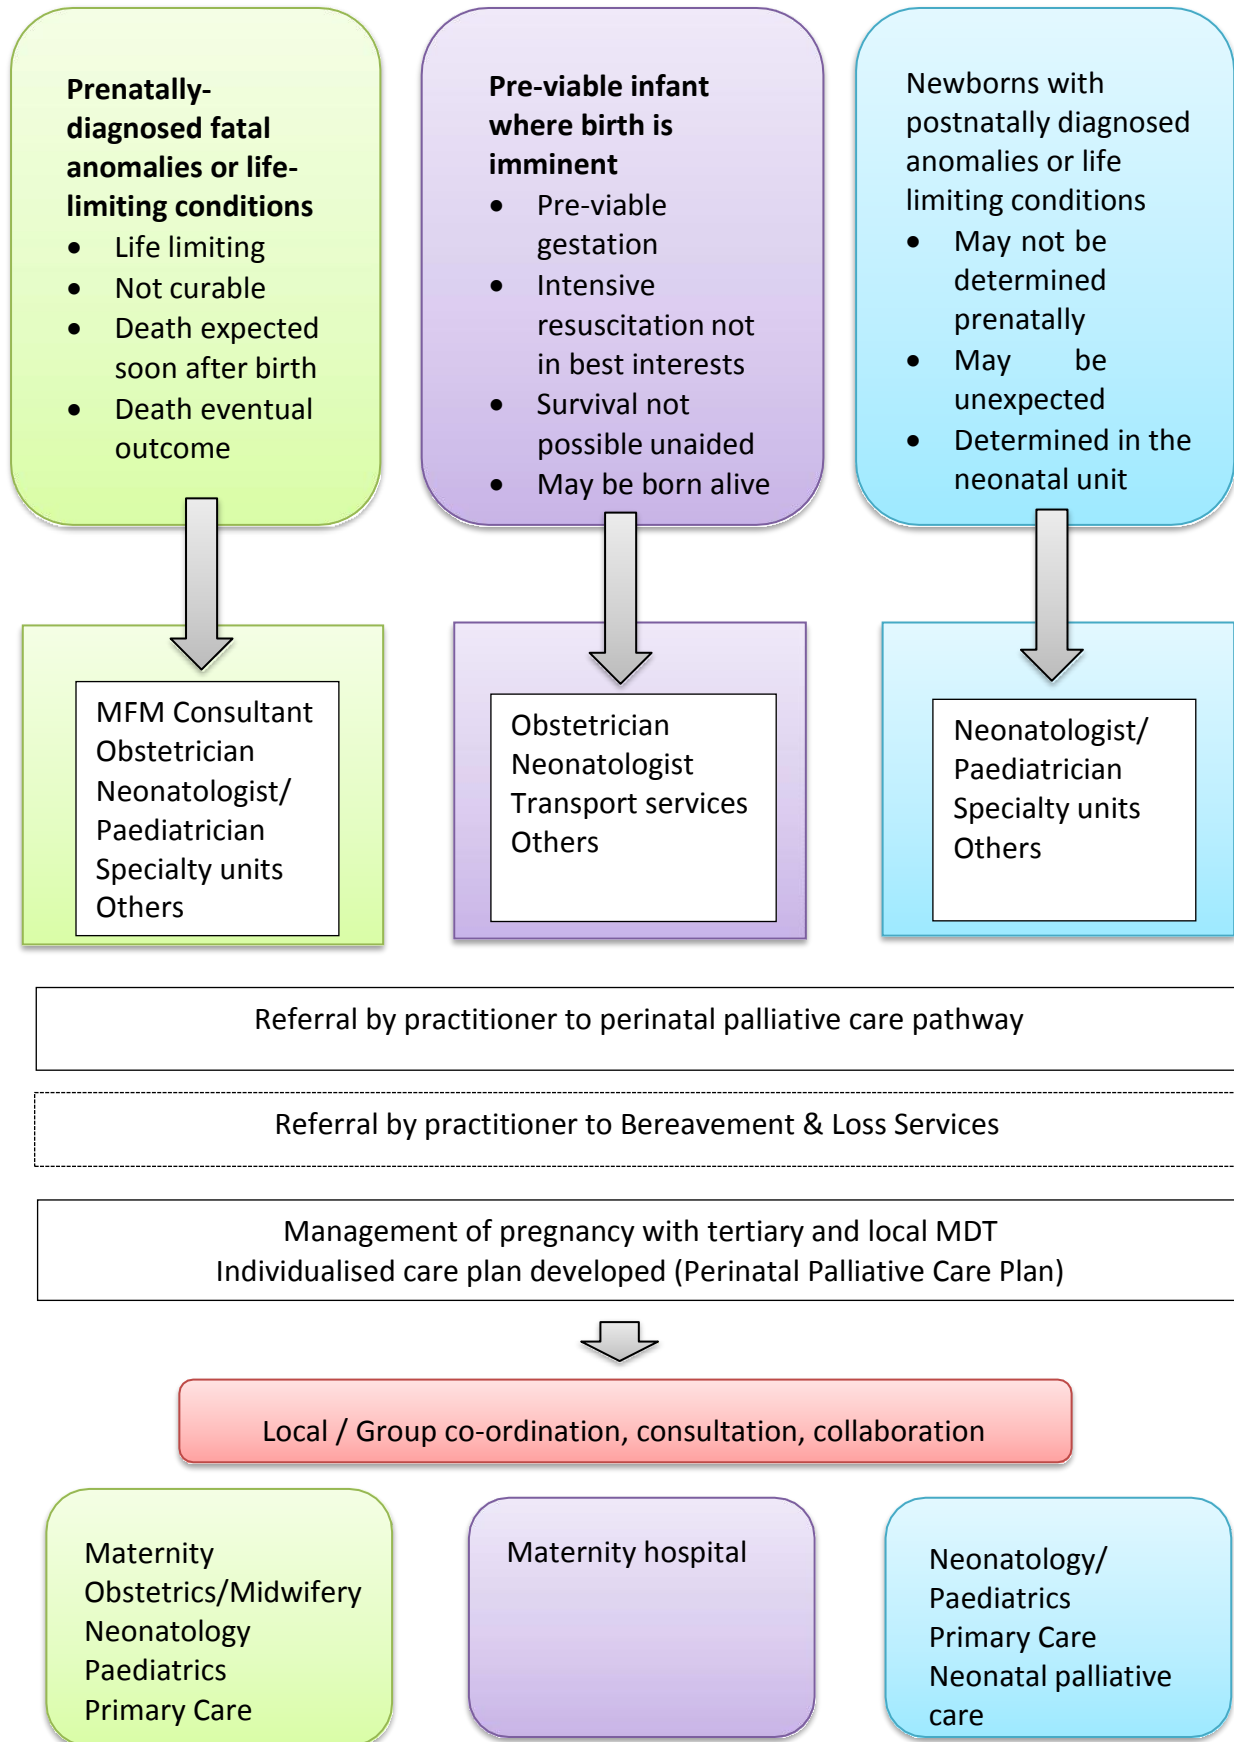 Prenatally-
diagnosed fatal
anomalies or life-
limiting conditions
• Life limiting
• Not curable
• Death expected
soon after birth
• Death eventual
outcome
Pre-viable infant
where birth is
imminent
• Pre-viable
gestation
• Intensive
resuscitation not
in best interests
• Survival not
possible unaided
• May be born alive
Newborns with
postnatally diagnosed
anomalies or life
limiting conditions
• May not be
determined
prenatally
• May be
unexpected
• Determined in the
neonatal unit
MFM Consultant
Obstetrician
Neonatologist/
Paediatrician
Specialty units
Others
Obstetrician
Neonatologist
Transport services
Others
Neonatologist/
Paediatrician
Specialty units
Others
Referral by practitioner to perinatal palliative care pathway
Referral by practitioner to Bereavement & Loss Services
Management of pregnancy with tertiary and local MDT
Individualised care plan developed (Perinatal Palliative Care Plan)
Local / Group co-ordination, consultation, collaboration
Maternity
Obstetrics/Midwifery
Neonatology
Paediatrics
Primary Care
Maternity hospital
Neonatology/
Paediatrics
Primary Care
Neonatal palliative
care